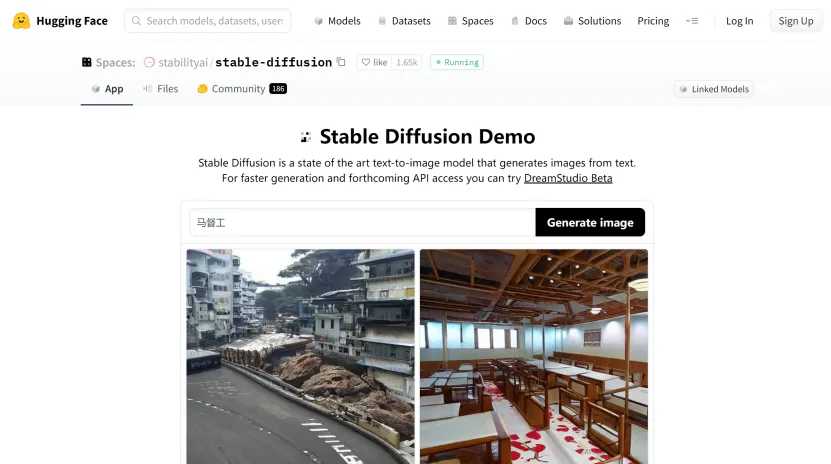 Hugging Face
Search models, datasets, users
Models
Datasets
Spaces
Docs
Solutions
Pricing
Log In
Sign Up
Spaces:
stabilityai/stable-diffusion
like
1.65k
Running
App
Files
Community
186
Linked Models
Stable Diffusion Demo
Stable Diffusion is a state of the art text-to-image model that generates images from text.
For faster generation and forthcoming API access you can try DreamStudio Beta
马督工
Generate image